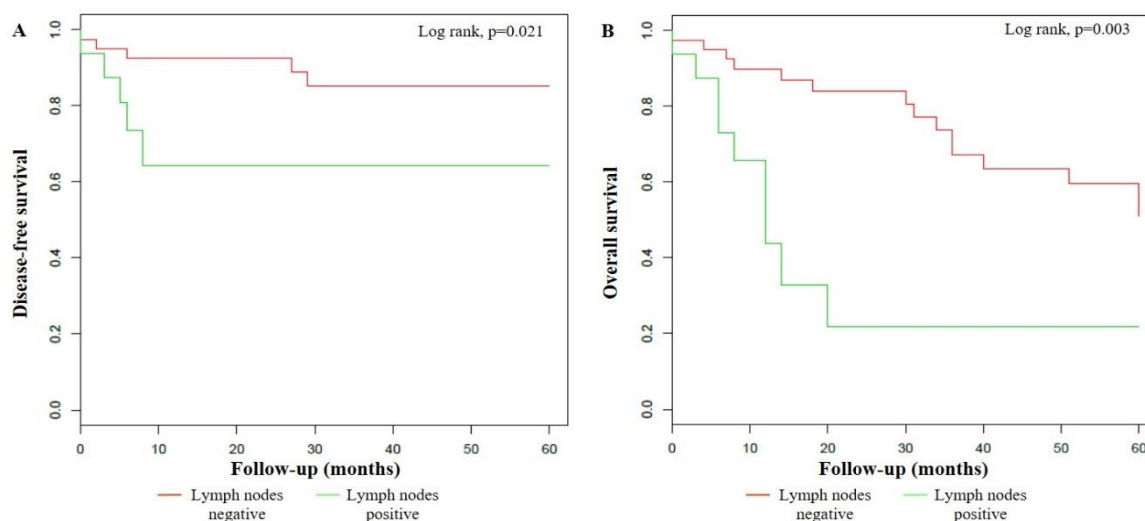 A
Log rank, p=0.021
Disease-free survival
1.0
0.8
0.6
0.4
0.2
0.0
0 10 20 30 40 50 60
Follow-up (months)
Lymph nodes
negative
Lymph nodes
positive
B
Log rank, p=0.003
Overall survival
1.0
0.8
0.6
0.4
0.2
0.0
0 10 20 30 40 50 60
Follow-up (months)
Lymph nodes
negative
Lymph nodes
positive